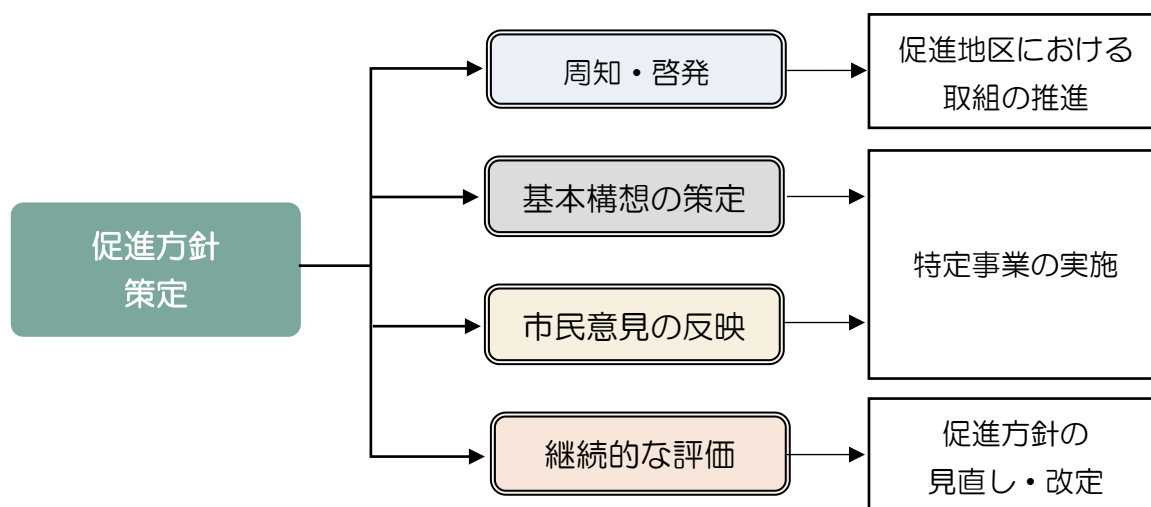 促進方針
策定
周知・啓発
促進地区における
取組の推進
基本構想の策定
市民意見の反映
特定事業の実施
継続的な評価
促進方針の
見直し・改定